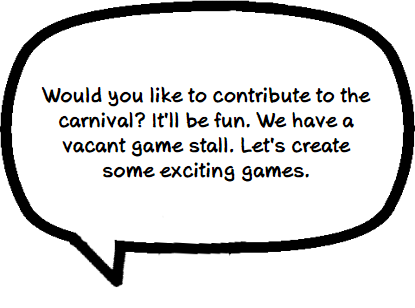 Would you like to contribute to the
carnival? It'll be fun. We have a
vacant game stall. Let's create
some exciting games.